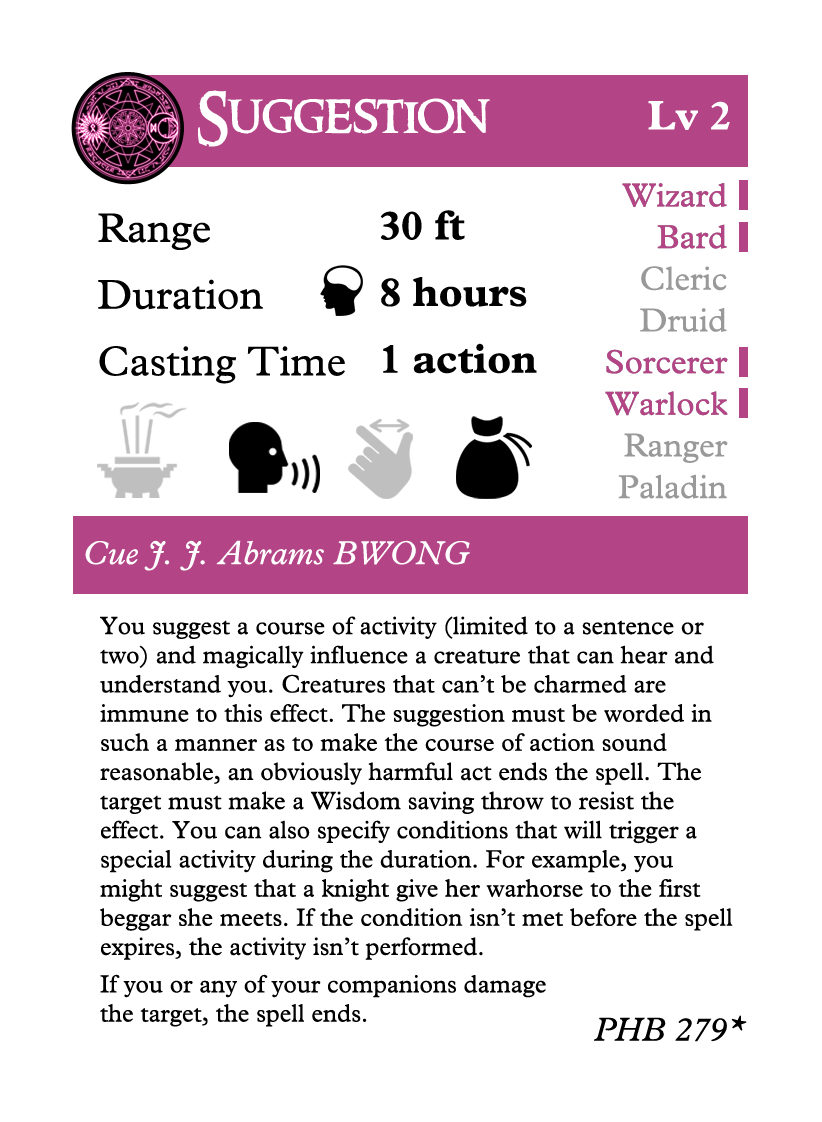 SUGGESTION
Lv 2
Range 30 ft
Duration 8 hours
Casting Time 1 action
Wizard
Bard
Cleric
Druid
Sorcerer
Warlock
Ranger
Paladin
Cue J. J. Abrams BWONG
You suggest a course of activity (limited to a sentence or
two) and magically influence a creature that can hear and
understand you. Creatures that can’t be charmed are
immune to this effect. The suggestion must be worded in
such a manner as to make the course of action sound
reasonable, an obviously harmful act ends the spell. The
target must make a Wisdom saving throw to resist the
effect. You can also specify conditions that will trigger a
special activity during the duration. For example, you
might suggest that a knight give her warhorse to the first
beggar she meets. If the condition isn’t met before the spell
expires, the activity isn’t performed.
If you or any of your companions damage
the target, the spell ends.
PHB 279*